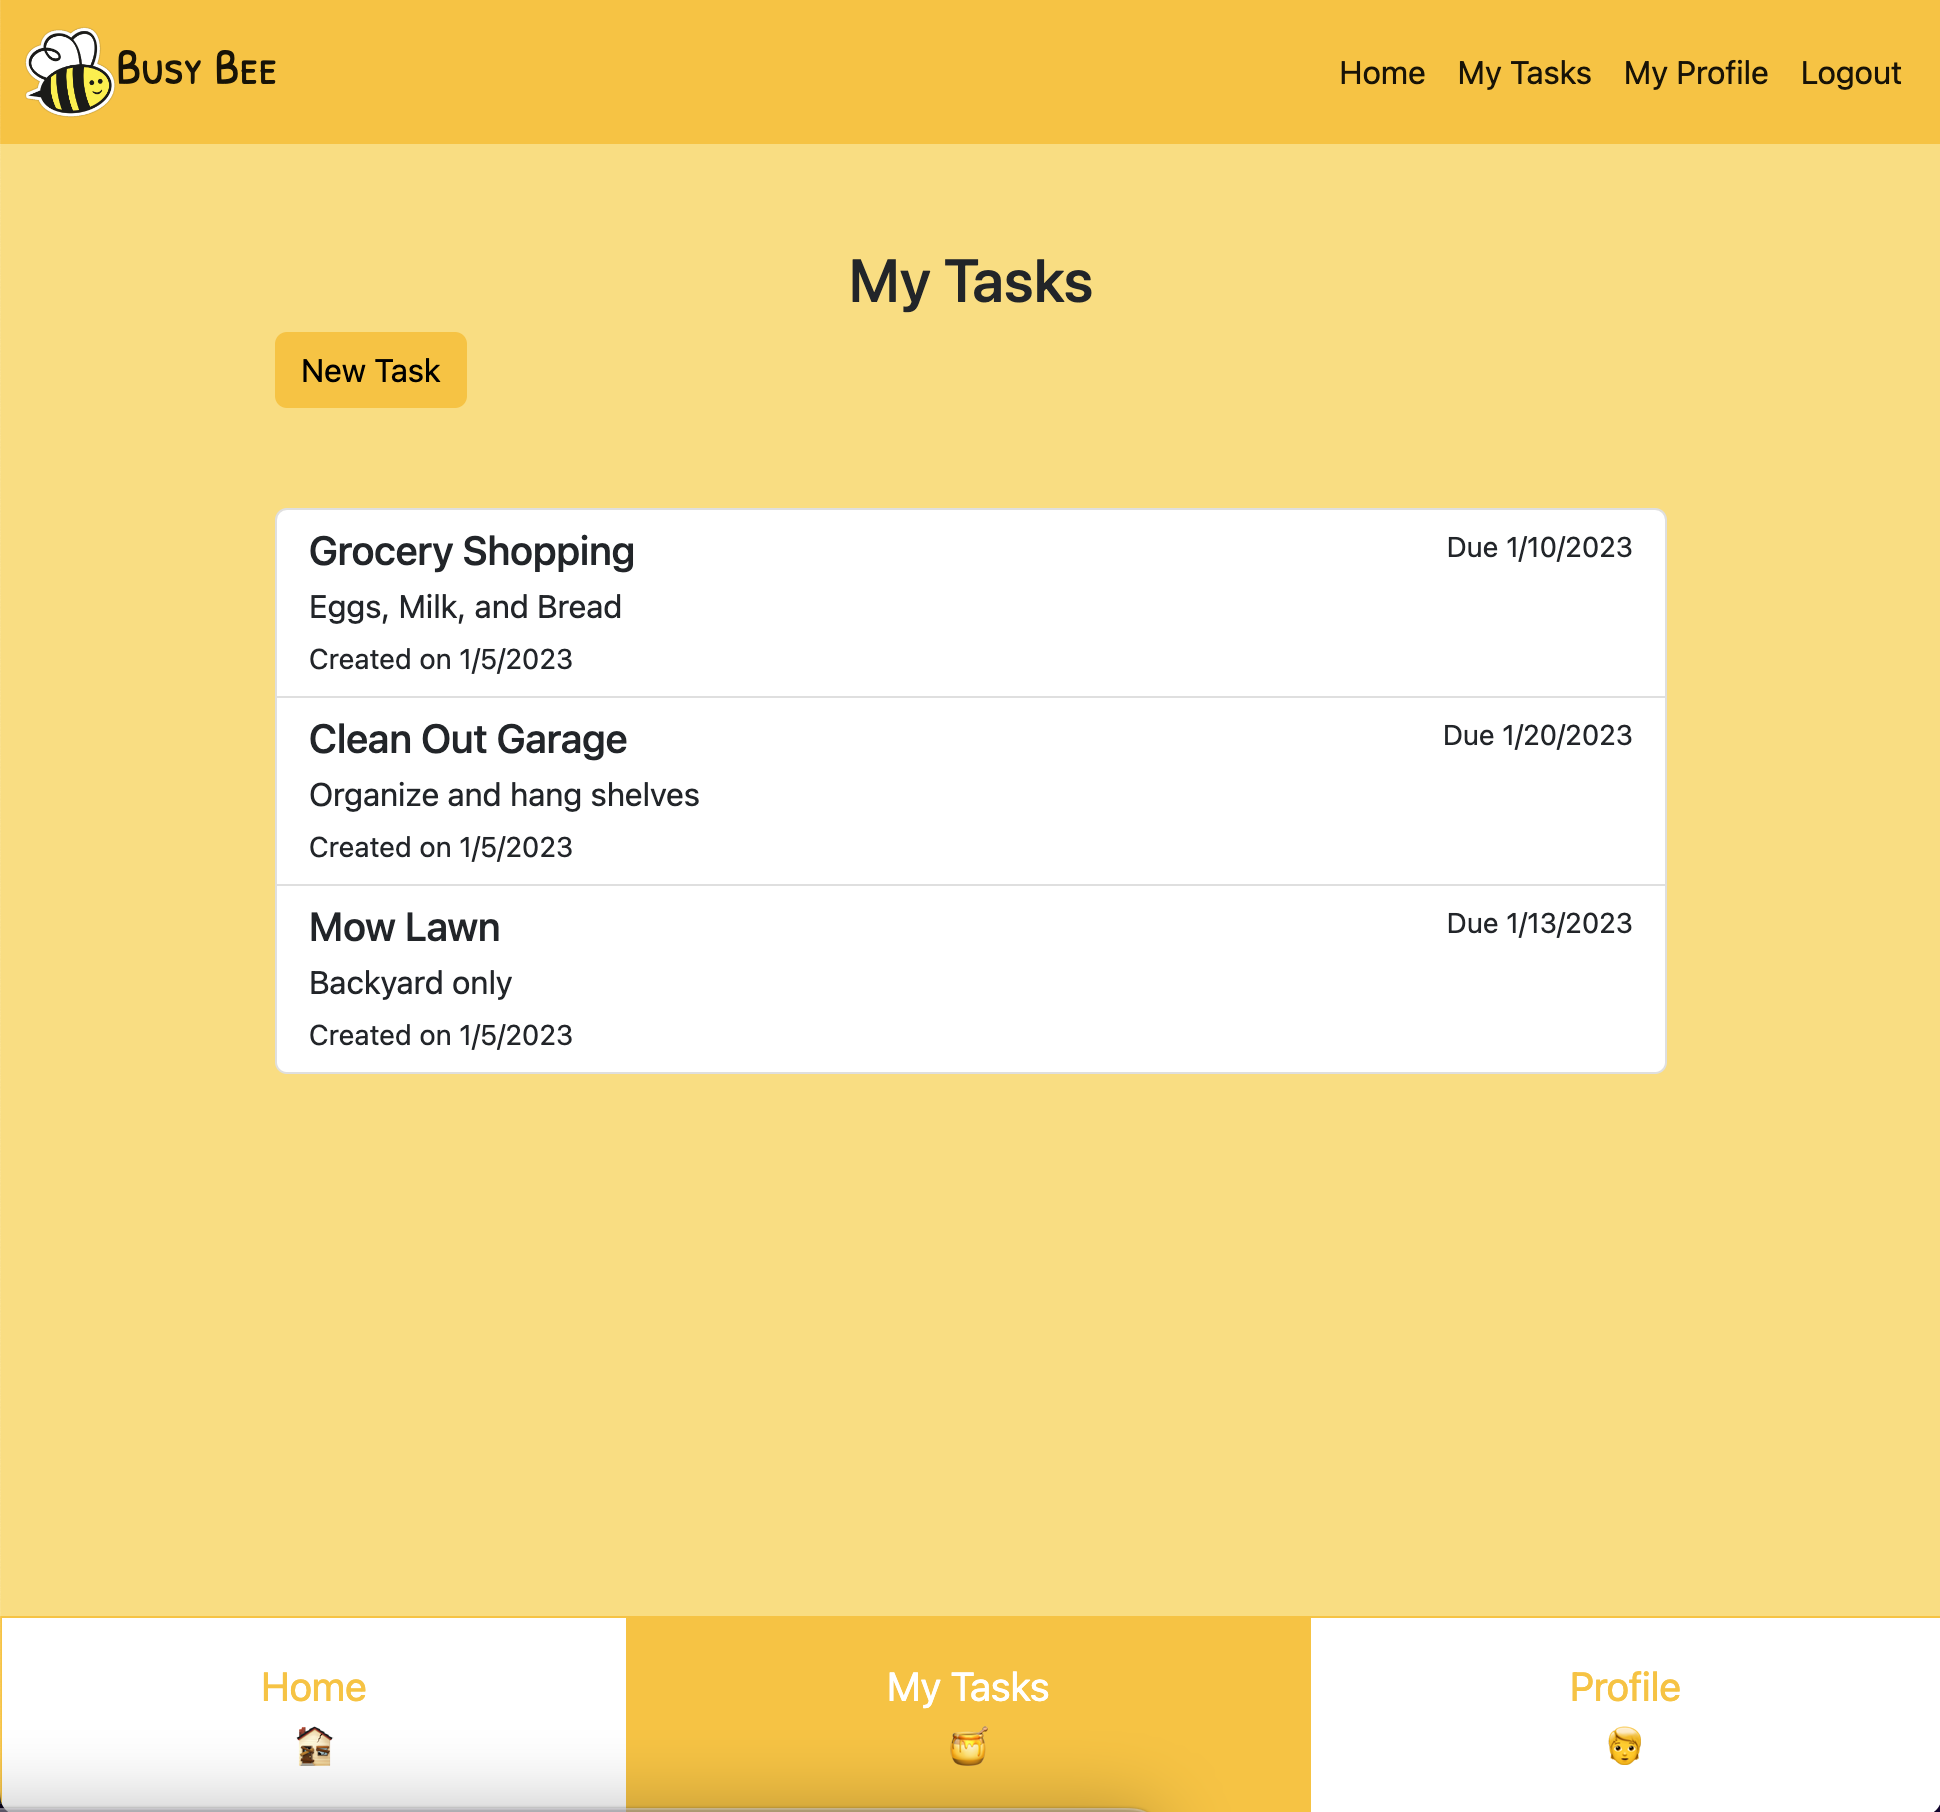 Busy Bee
Home My Tasks My Profile Logout
My Tasks
New Task
Grocery Shopping
Due 1/10/2023
Eggs, Milk, and Bread
Created on 1/5/2023
Clean Out Garage
Due 1/20/2023
Organize and hang shelves
Created on 1/5/2023
Mow Lawn
Due 1/13/2023
Backyard only
Created on 1/5/2023
Home
My Tasks
Profile